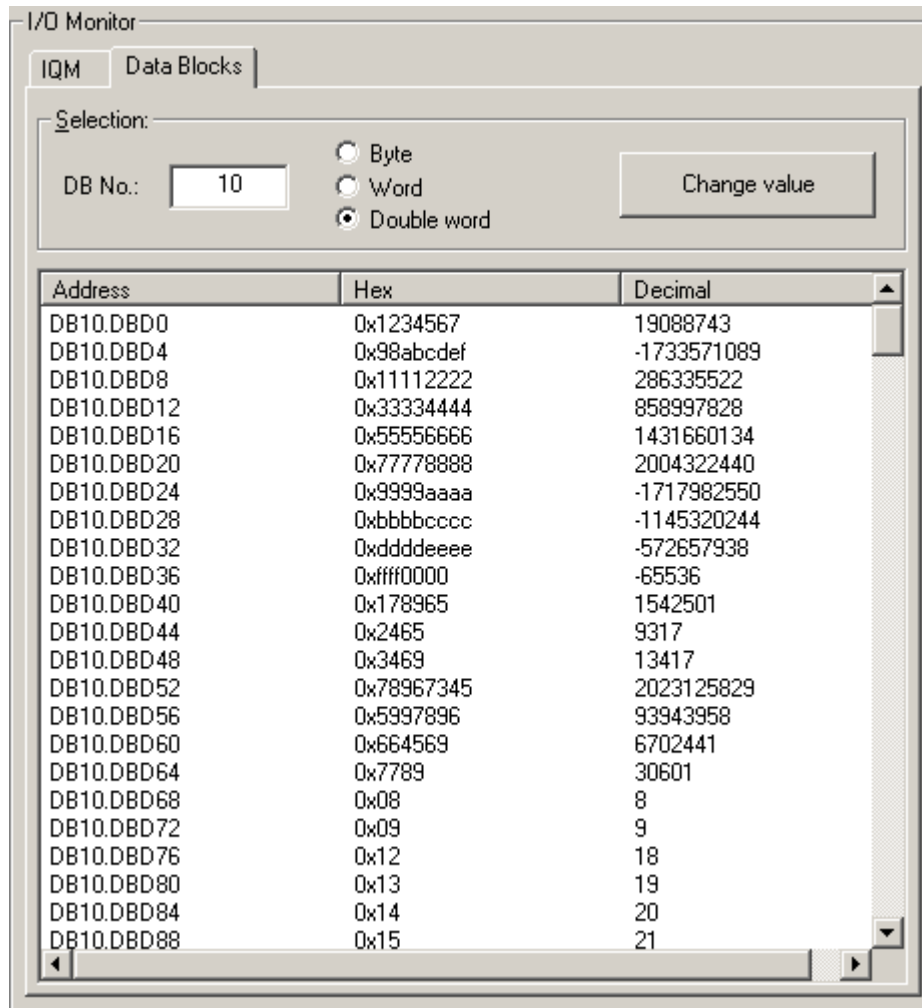 I/O Monitor
IQM Data Blocks
Selection:
Byte
DB No.: 10 Word Change value
Double word
Address Hex Decimal
DB10.DBD0 0x1234567 19088743
DB10.DBD4 0x98abcdef -1733571089
DB10.DBD8 0x11112222 286335522
DB10.DBD12 0x33334444 858997828
DB10.DBD16 0x55556666 1431660134
DB10.DBD20 0x77778888 2004322440
DB10.DBD24 0x9999aaaa -1717982550
DB10.DBD28 0xbbbbcccc -1145320244
DB10.DBD32 0xddddeeee -572657938
DB10.DBD36 0xffff0000 -65536
DB10.DBD40 0x178965 1542501
DB10.DBD44 0x2465 9317
DB10.DBD48 0x3469 13417
DB10.DBD52 0x78967345 2023125829
DB10.DBD56 0x5997896 93943958
DB10.DBD60 0x664569 6702441
DB10.DBD64 0x7789 30601
DB10.DBD68 0x08 8
DB10.DBD72 0x09 9
DB10.DBD76 0x12 18
DB10.DBD80 0x13 19
DB10.DBD84 0x14 20
DB10.DBD88 0x15 21